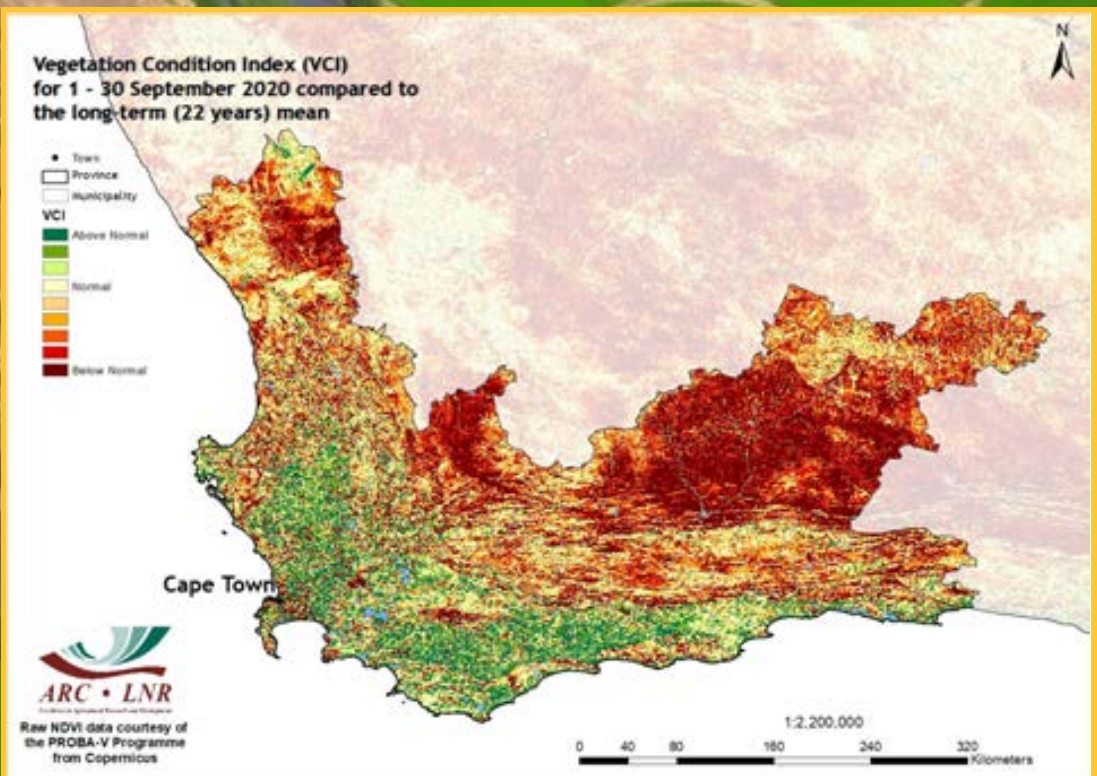 Vegetation Condition Index (VCI)
for 1 - 30 September 2020 compared to
the long-term (22 years) mean
N
Town
Province
Municipality
VCI
Above Normal
Normal
Below Normal
Cape Town
ARC • LNR
Raw NDVI data courtesy of
the PROBA-V Programme
from Copernicus
1:2,200,000
0 40 80 160 240 320
Kilometers